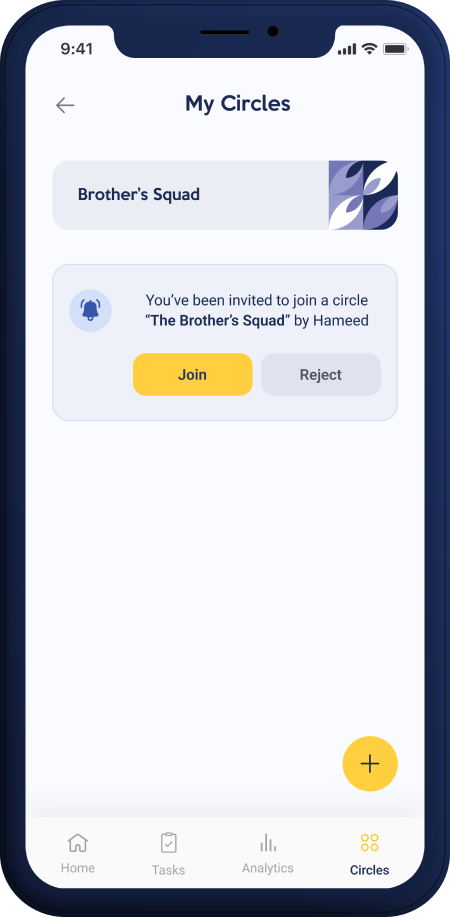 9:41
My Circles
Brother’s Squad
You’ve been invited to join a circle
“The Brother’s Squad” by Hameed
Join Reject
Home Tasks Analytics Circles